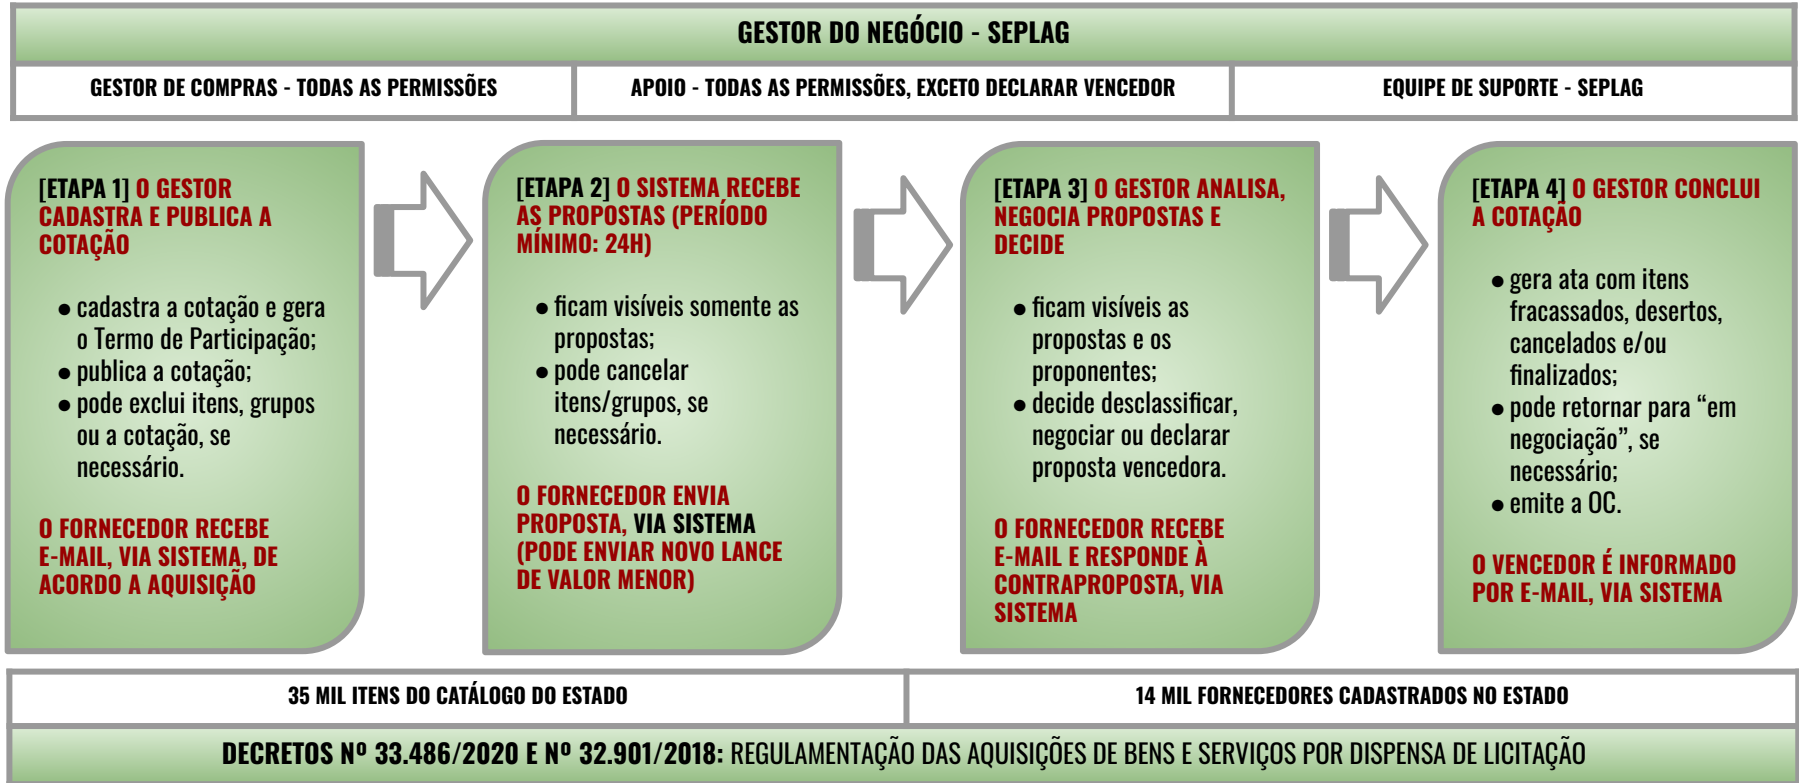 GESTOR DO NEGÓCIO - SEPLAG
GESTOR DE COMPRAS - TODAS AS PERMISSÕES
APOIO - TODAS AS PERMISSÕES, EXCETO DECLARAR VENCEDOR
EQUIPE DE SUPORTE - SEPLAG
[ETAPA 1] O GESTOR
CADASTRA E PUBLICA A
COTAÇÃO
● cadastra a cotação e gera
o Termo de Participação;
● publica a cotação;
● pode exclui itens, grupos
ou a cotação, se
necessário.
O FORNECEDOR RECEBE
E-MAIL, VIA SISTEMA, DE
ACORDO A AQUISIÇÃO
[ETAPA 2] O SISTEMA RECEBE
AS PROPOSTAS (PERÍODO
MÍNIMO: 24H)
● ficam visíveis somente as
propostas;
● pode cancelar
itens/grupos, se
necessário.
O FORNECEDOR ENVIA
PROPOSTA, VIA SISTEMA
(PODE ENVIAR NOVO LANCE
DE VALOR MENOR)
[ETAPA 3] O GESTOR ANALISA,
NEGOCIA PROPOSTAS E
DECIDE
● ficam visíveis as
propostas e os
proponentes;
● decide desclassificar,
negociar ou declarar
proposta vencedora.
O FORNECEDOR RECEBE
E-MAIL E RESPONDE À
CONTRAPROPOSTA, VIA
SISTEMA
[ETAPA 4] O GESTOR CONCLUI
A COTAÇÃO
● gera ata com itens
fracassados, desertos,
cancelados e/ou
finalizados;
● pode retornar para “em
negociação”, se
necessário;
● emite a OC.
O VENCEDOR É INFORMADO
POR E-MAIL, VIA SISTEMA
35 MIL ITENS DO CATÁLOGO DO ESTADO
14 MIL FORNECEDORES CADASTRADOS NO ESTADO
DECRETOS Nº 33.486/2020 E Nº 32.901/2018: REGULAMENTAÇÃO DAS AQUISIÇÕES DE BENS E SERVIÇOS POR DISPENSA DE LICITAÇÃO